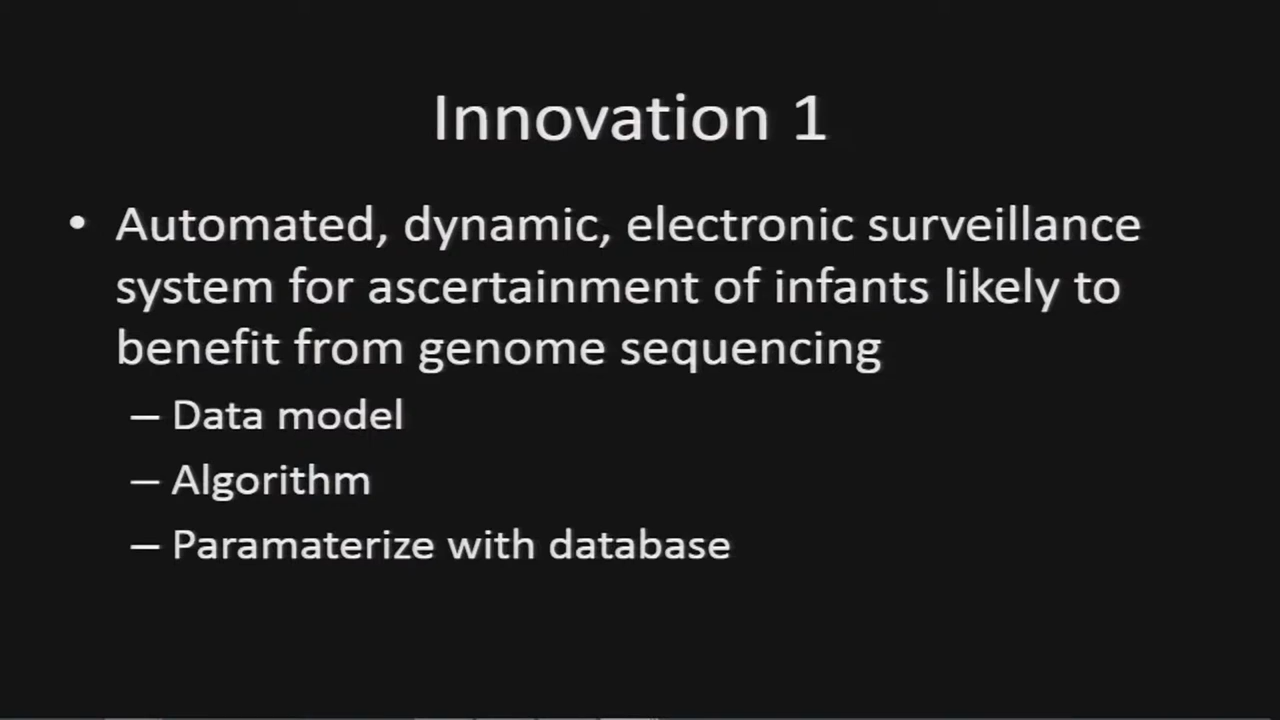 Innovation 1
• Automated, dynamic, electronic surveillance
system for ascertainment of infants likely to
benefit from genome sequencing
– Data model
– Algorithm
– Paramaterize with database